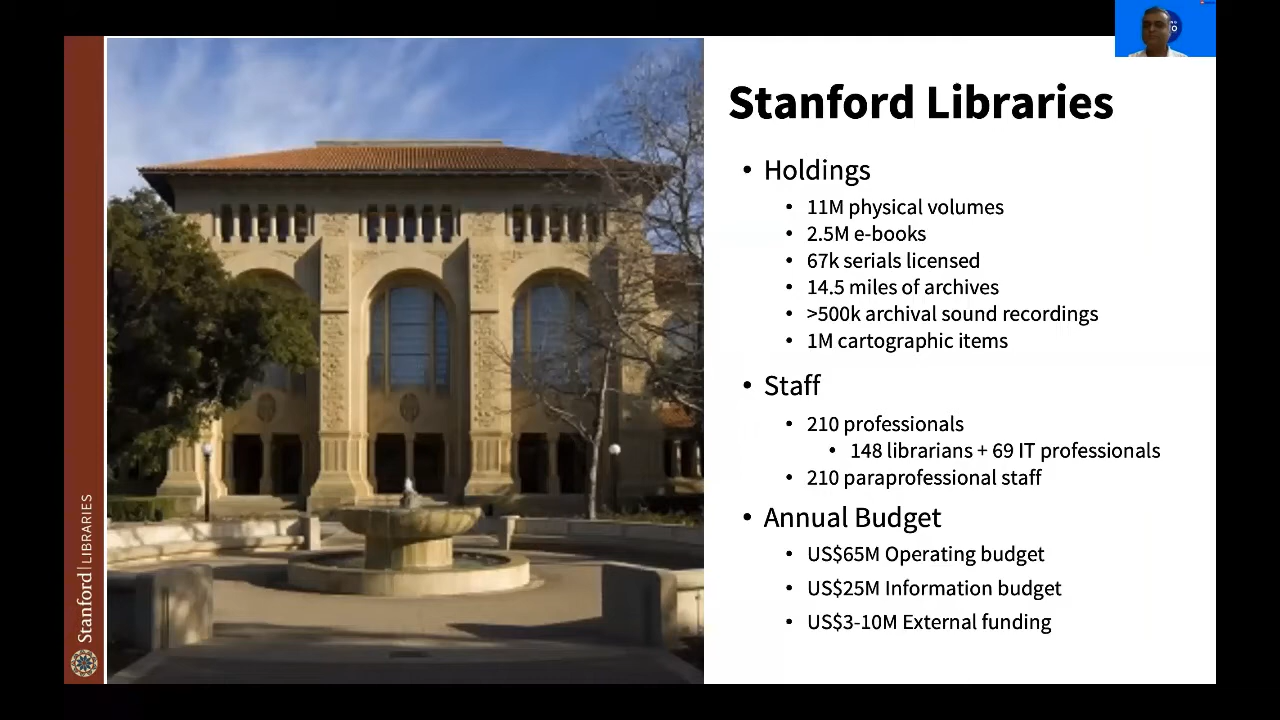 Stanford Libraries
• Holdings
• 11M physical volumes
• 2.5M e-books
• 67k serials licensed
• 14.5 miles of archives
• >500k archival sound recordings
• 1M cartographic items
• Staff
• 210 professionals
• 148 librarians + 69 IT professionals
• 210 paraprofessional staff
• Annual Budget
• US$65M Operating budget
• US$25M Information budget
• US$3-10M External funding
Stanford | LIBRARIES